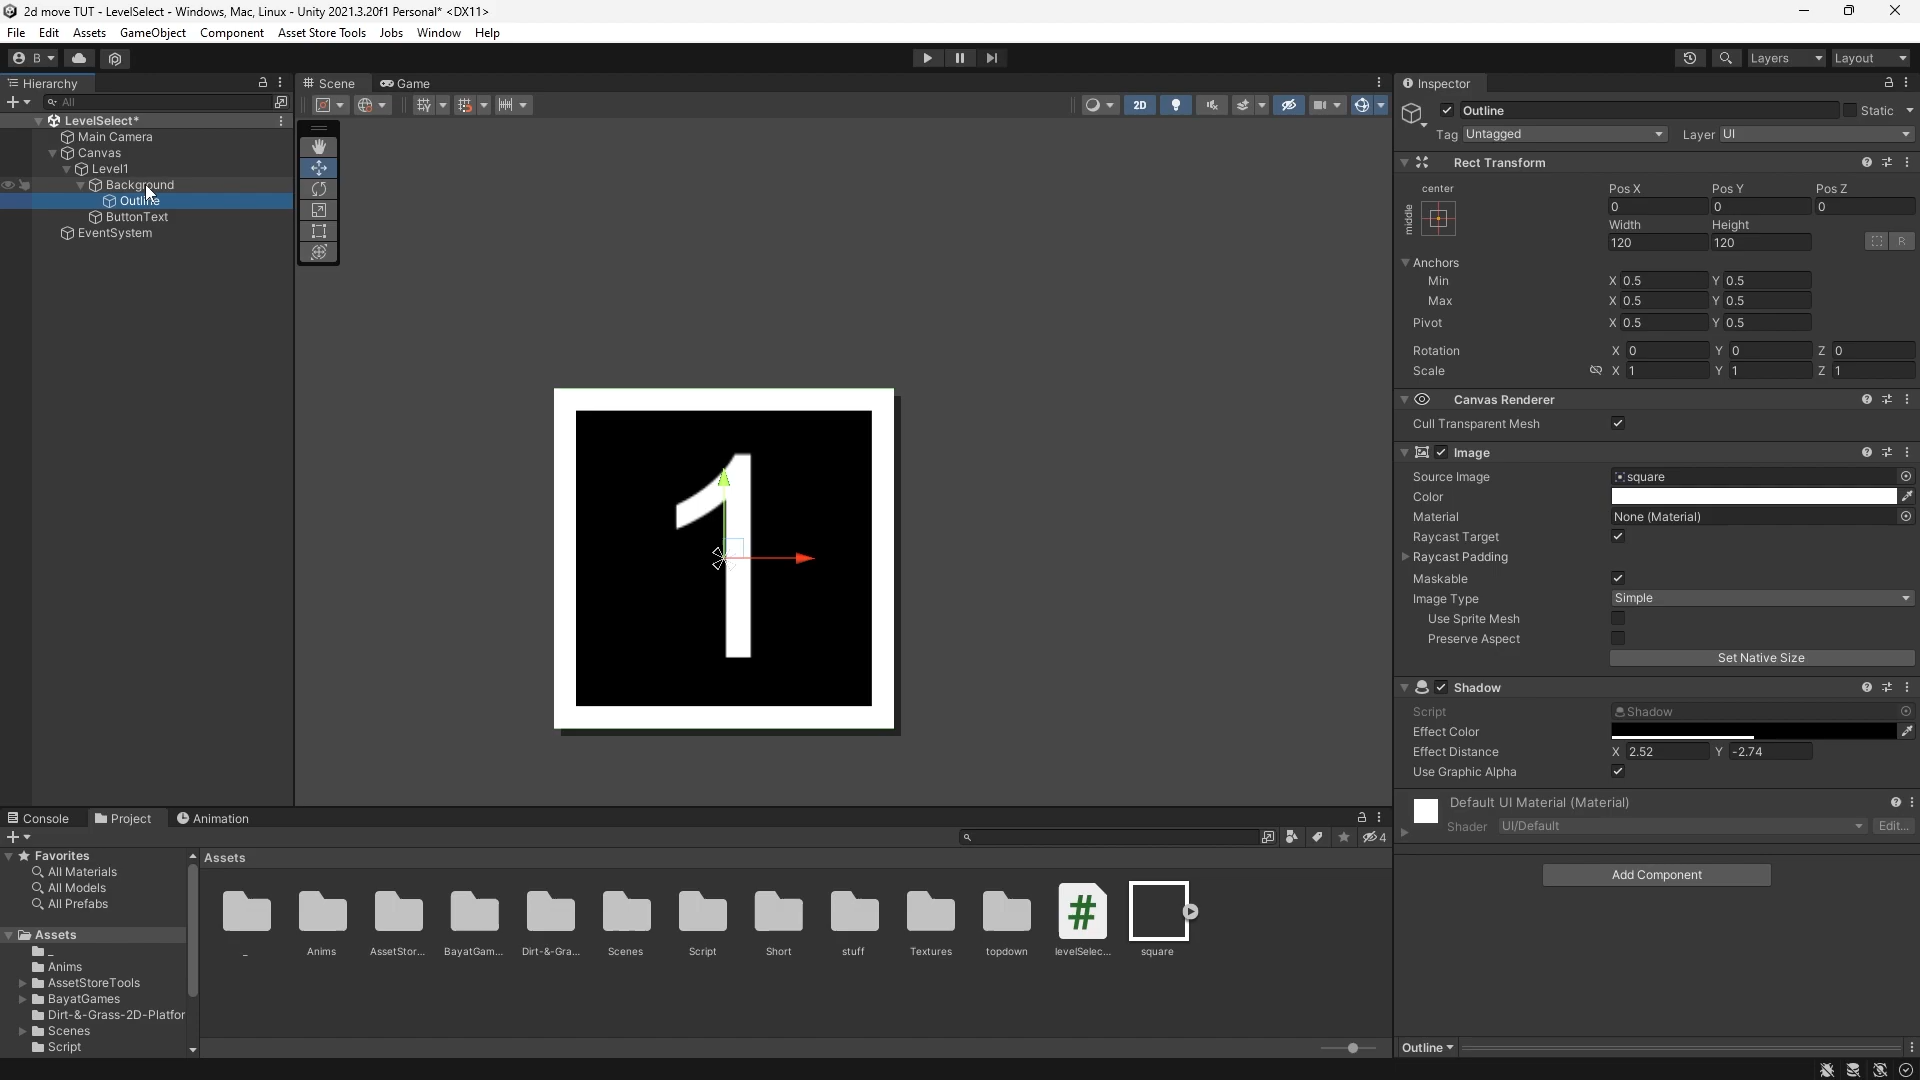 2d move TUT - LevelSelect - Windows, Mac, Linux - Unity 2021.3.20f1 Personal* <DX11>
File Edit Assets GameObject Component Asset Store Tools Jobs Window Help
B Layers Layout
Hierarchy
All
LevelSelect*
Main Camera
Canvas
Level1
Background
Outline
ButtonText
EventSystem
Scene Game
2D
1
Inspector
Outline Static
Tag Untagged Layer UI
Rect Transform
center Pos X Pos Y Pos Z
middle 0 0 0
Width Height
120 120 R
Anchors
Min X 0.5 Y 0.5
Max X 0.5 Y 0.5
Pivot X 0.5 Y 0.5
Rotation X 0 Y 0 Z 0
Scale X 1 Y 1 Z 1
Canvas Renderer
Cull Transparent Mesh
Image
Source Image square
Color
Material None (Material)
Raycast Target
Raycast Padding
Maskable
Image Type Simple
Use Sprite Mesh
Preserve Aspect
Set Native Size
Shadow
Script Shadow
Effect Color
Effect Distance X 2.52 Y -2.74
Use Graphic Alpha
Default UI Material (Material)
Shader UI/Default Edit...
Add Component
Outline
Console Project Animation
4
Favorites
All Materials
All Models
All Prefabs
Assets
_
Anims
AssetStoreTools
BayatGames
Dirt-&-Grass-2D-Platfor
Scenes
Script
Assets
_ Anims AssetStor... BayatGam... Dirt-&-Gra... Scenes Script Short stuff Textures topdown levelSelec... square
#